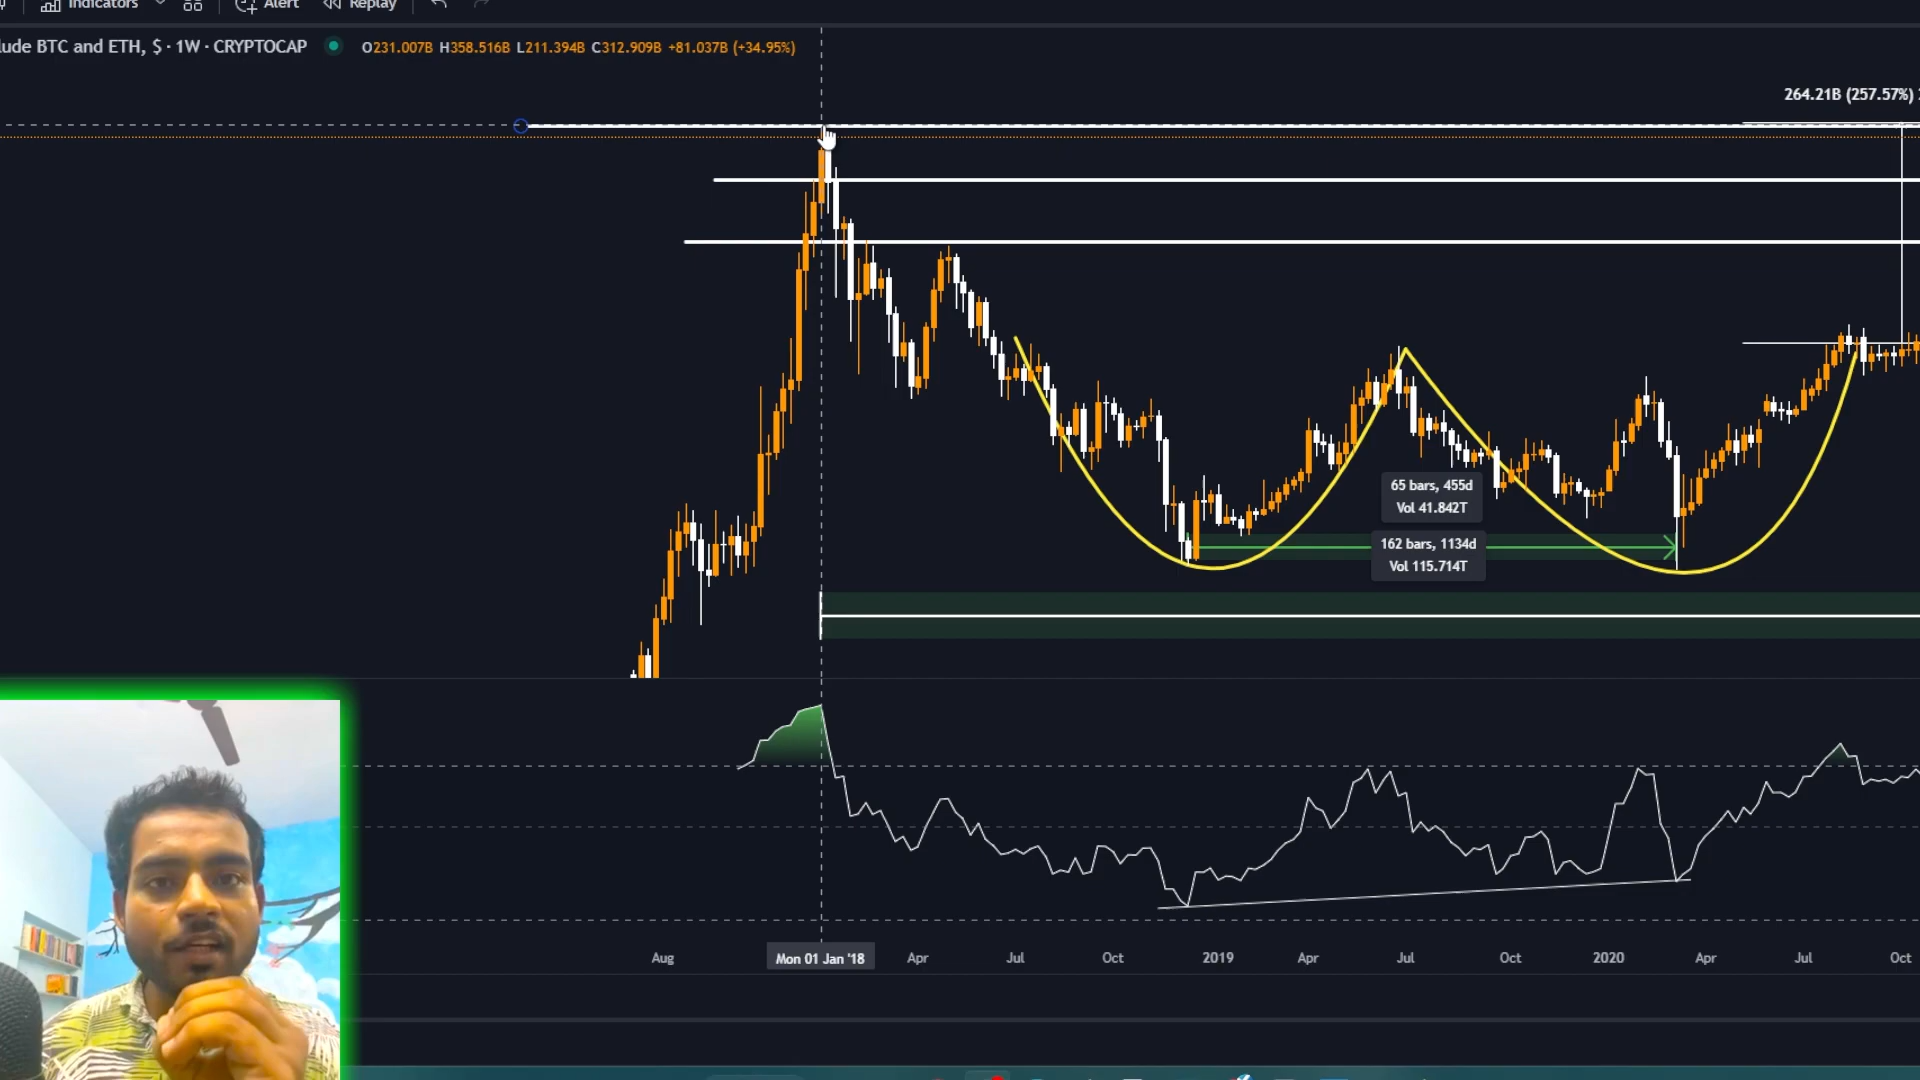 Indicators
Alert
Replay
lude BTC and ETH, $ · 1W · CRYPTOCAP
O231.007B H358.516B L211.394B C312.909B +81.037B (+34.95%)
264.21B (257.57%)
65 bars, 455d
Vol 41.842T
162 bars, 1134d
Vol 115.714T
Aug
Mon 01 Jan '18
Apr
Jul
Oct
2019
Apr
Jul
Oct
2020
Apr
Jul
Oct